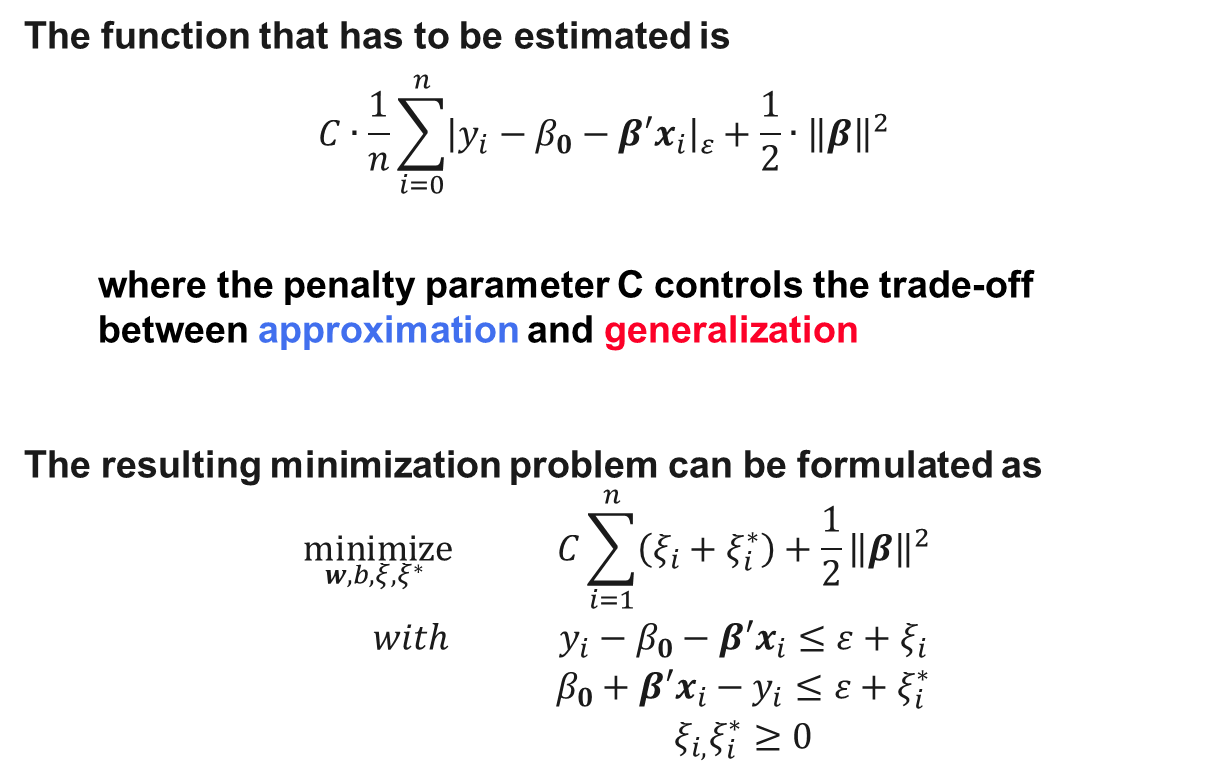 The function that has to be estimated is
C · 1/n ∑_{i=0}^{n} |y_i − β_0 − β′x_i|_ε + 1/2 · ‖β‖²
where the penalty parameter C controls the trade-off
between approximation and generalization
The resulting minimization problem can be formulated as
minimize_{w,b,ξ,ξ*} C ∑_{i=1}^{n} (ξ_i + ξ_i^*) + 1/2 ‖β‖²
with y_i − β_0 − β′x_i ≤ ε + ξ_i
β_0 + β′x_i − y_i ≤ ε + ξ_i^*
ξ_{i,} ξ_i^* ≥ 0